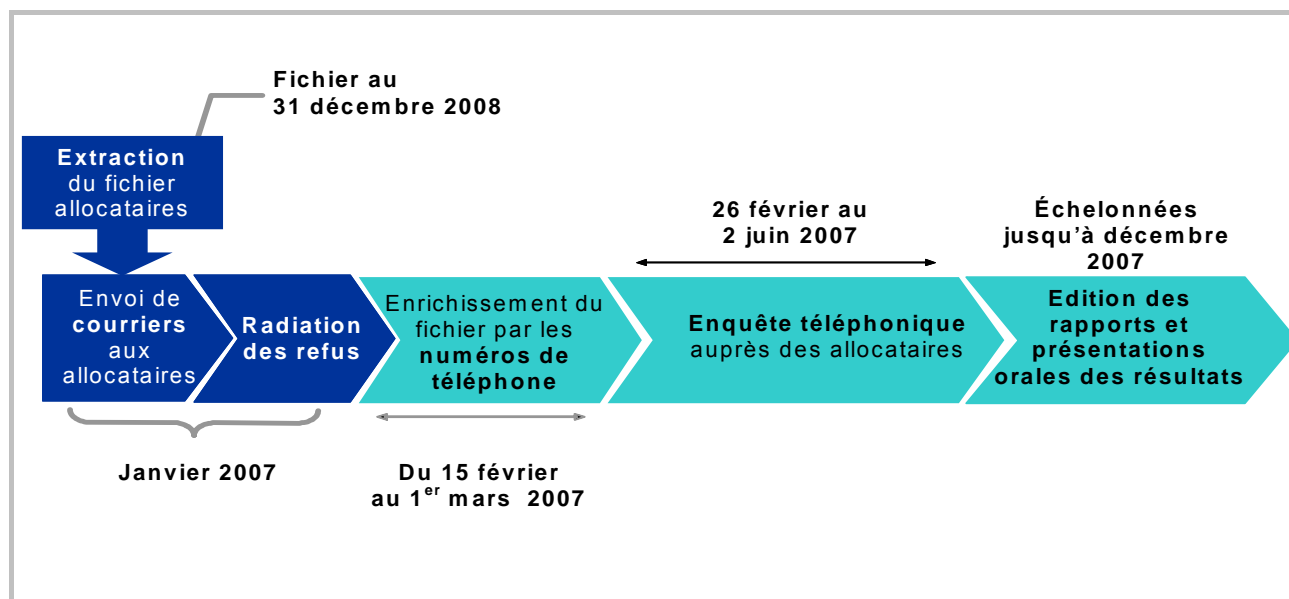 Fichier au
31 décembre 2008
Extraction
du fichier
allocataires
Envoi de
courriers
aux
allocataires
Radiation
des refus
Janvier 2007
Enrichissement du
fichier par les
numéros de
téléphone
Du 15 février
au 1er mars 2007
26 février au
2 juin 2007
Enquête téléphonique
auprès des allocataires
Échelonnées
jusqu'à décembre
2007
Edition des
rapports et
présentations
orales des résultats